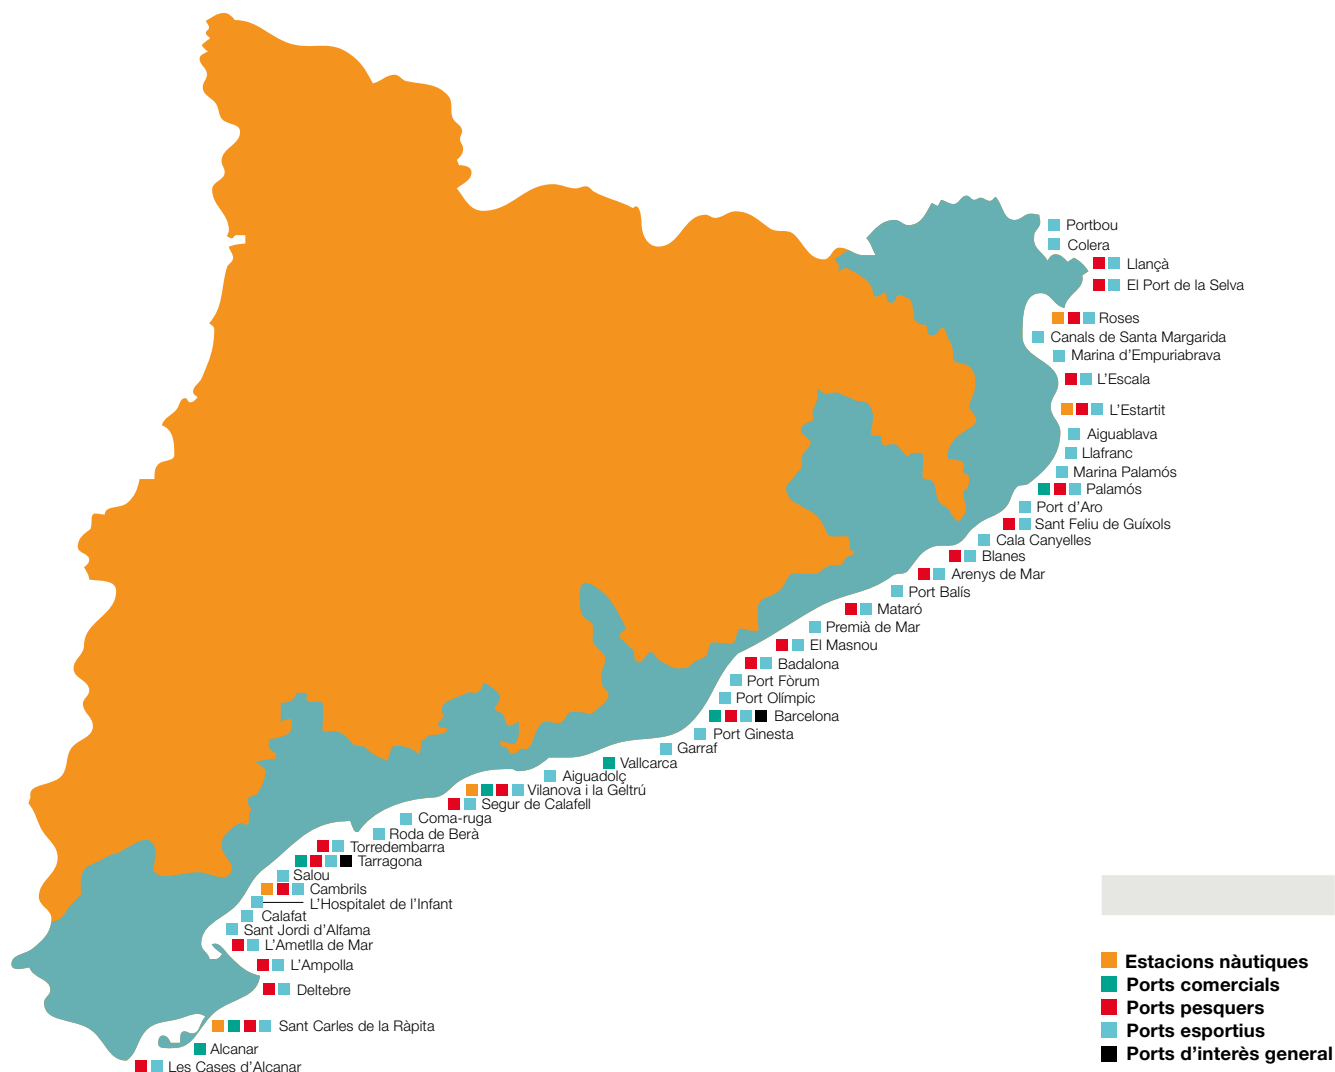 Portbou
Colera
Llançà
El Port de la Selva
Roses
Canals de Santa Margarida
Marina d'Empuriabrava
L'Escala
L'Estartit
Aiguablava
Llafranc
Marina Palamós
Palamós
Port d'Aro
Sant Feliu de Guíxols
Cala Canyelles
Blanes
Arenys de Mar
Port Balís
Mataró
Premià de Mar
El Masnou
Badalona
Port Fòrum
Port Olímpic
Barcelona
Port Ginesta
Garraf
Vallcarca
Aiguadolç
Vilanova i la Geltrú
Segur de Calafell
Coma-ruga
Roda de Berà
Torredembarra
Tarragona
Salou
Cambrils
L'Hospitalet de l'Infant
Calafat
Sant Jordi d'Alfama
L'Ametlla de Mar
L'Ampolla
Deltebre
Sant Carles de la Ràpita
Alcanar
Les Cases d'Alcanar
Estacions nàutiques
Ports comercials
Ports pesquers
Ports esportius
Ports d'interès general